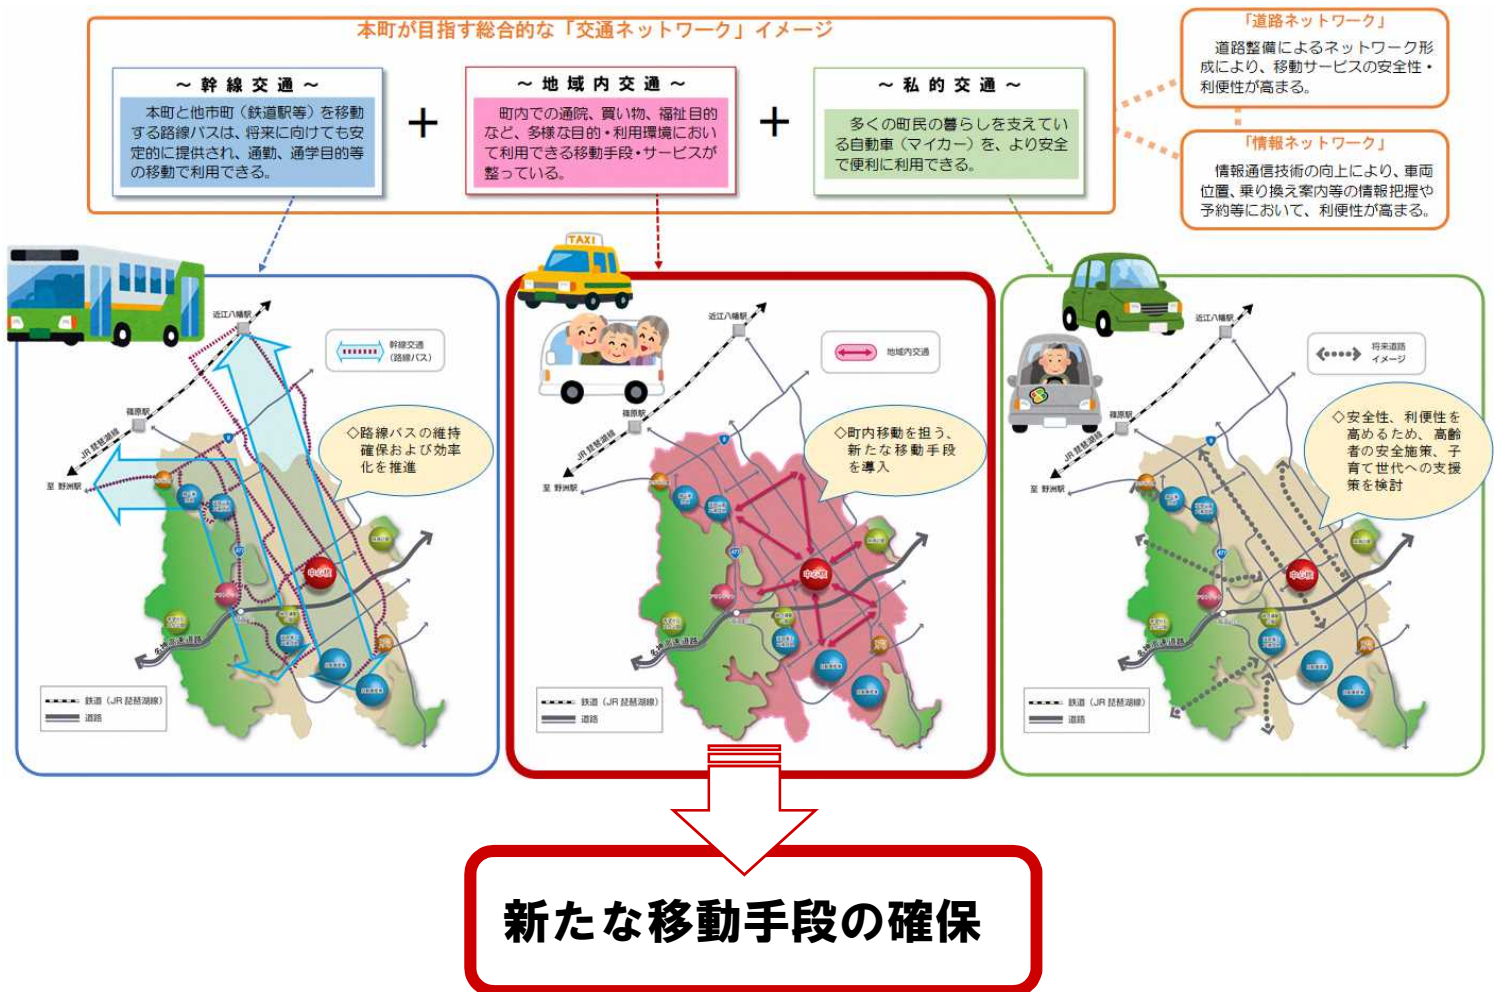 本町が目指す総合的な「交通ネットワーク」イメージ
～ 幹 線 交 通 ～
本町と他市町（鉄道駅等）を移動
する路線バスは、将来に向けても安
定的に提供され、通勤、通学目的等
の移動で利用できる。
＋
～ 地 域 内 交 通 ～
町内での通院、買い物、福祉目的
など、多様な目的・利用環境におい
て利用できる移動手段・サービスが
整っている。
＋
～ 私 的 交 通 ～
多くの町民の暮らしを支えてい
る自動車（マイカー）を、より安全
で便利に利用できる。
「道路ネットワーク」
道路整備によるネットワーク形
成により、移動サービスの安全性・
利便性が高まる。
「情報ネットワーク」
情報通信技術の向上により、車両
位置、乗り換え案内等の情報把握や
予約等において、利便性が高まる。
近江八幡駅
幹線交通
（路線バス）
篠原駅
JR 琵琶湖線
至 野洲駅
8
◇路線バスの維持
確保および効率
化を推進
477
中心核
名神高速道路
鉄道（JR 琵琶湖線）
道路
TAXI
近江八幡駅
地域内交通
篠原駅
JR 琵琶湖線
至 野洲駅
8
◇町内移動を担う、
新たな移動手段
を導入
477
中心核
名神高速道路
鉄道（JR 琵琶湖線）
道路
近江八幡駅
将来道路
イメージ
篠原駅
JR 琵琶湖線
至 野洲駅
8
◇安全性、利便性を
高めるため、高齢
者の安全施策、子
育て世代への支援
策を検討
477
中心核
名神高速道路
鉄道（JR 琵琶湖線）
道路
新たな移動手段の確保